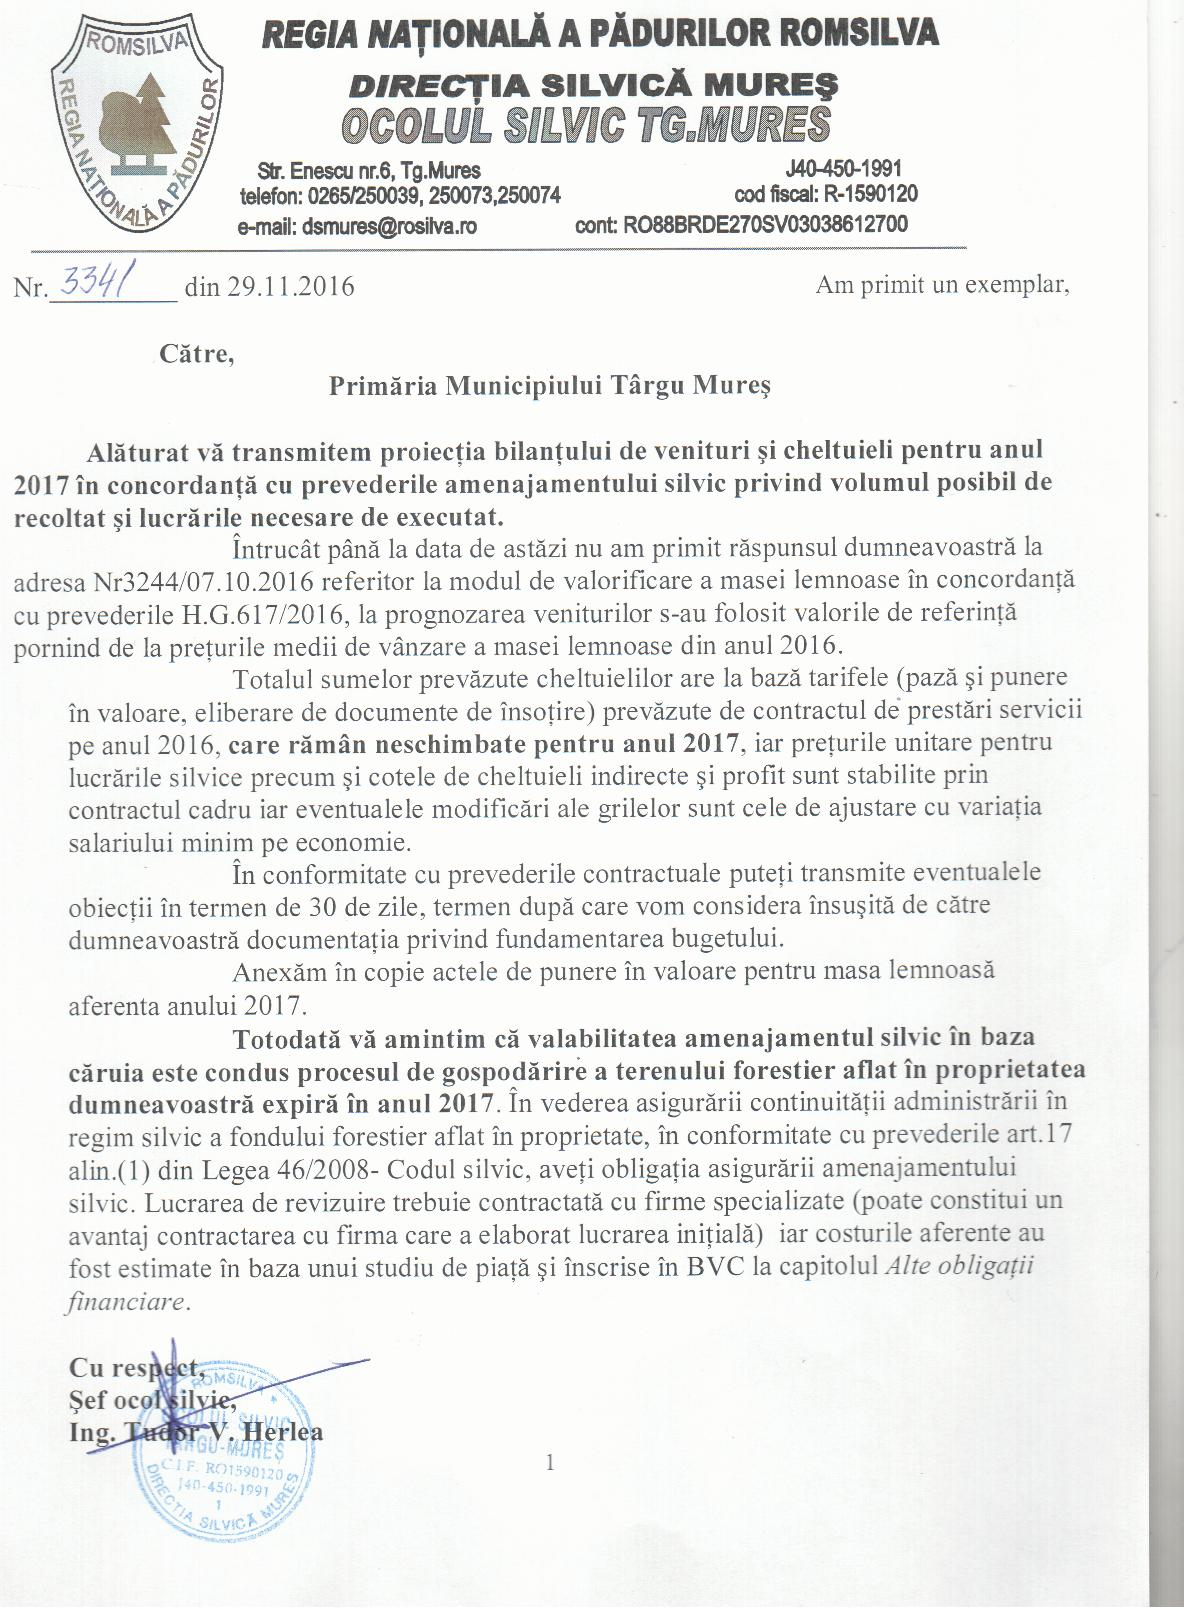 ROMSILVA
REGIA NAȚIONALĂ A PĂDURILOR
REGIA NAȚIONALĂ A PĂDURILOR ROMSILVA
DIRECȚIA SILVICĂ MUREŞ
OCOLUL SILVIC TG.MURES
Str. Enescu nr.6, Tg.Mures J40-450-1991
telefon: 0265/250039, 250073,250074 cod fiscal: R-1590120
e-mail: dsmures@rosilva.ro cont: RO88BRDE270SV03038612700
Nr. 3341 din 29.11.2016 Am primit un exemplar,
Către,
Primăria Municipiului Târgu Mureş
Alăturat vă transmitem proiecția bilanțului de venituri şi cheltuieli pentru anul
2017 în concordanță cu prevederile amenajamentului silvic privind volumul posibil de
recoltat şi lucrările necesare de executat.
Întrucât până la data de astăzi nu am primit răspunsul dumneavoastră la
adresa Nr3244/07.10.2016 referitor la modul de valorificare a masei lemnoase în concordanță
cu prevederile H.G.617/2016, la prognozarea veniturilor s-au folosit valorile de referință
pornind de la prețurile medii de vânzare a masei lemnoase din anul 2016.
Totalul sumelor prevăzute cheltuielilor are la bază tarifele (pază şi punere
în valoare, eliberare de documente de însoțire) prevăzute de contractul de prestări servicii
pe anul 2016, care rămân neschimbate pentru anul 2017, iar prețurile unitare pentru
lucrările silvice precum şi cotele de cheltuieli indirecte şi profit sunt stabilite prin
contractul cadru iar eventualele modificări ale grilelor sunt cele de ajustare cu variația
salariului minim pe economie.
În conformitate cu prevederile contractuale puteți transmite eventualele
obiecții în termen de 30 de zile, termen după care vom considera însuşită de către
dumneavoastră documentația privind fundamentarea bugetului.
Anexăm în copie actele de punere în valoare pentru masa lemnoasă
aferenta anului 2017.
Totodată vă amintim că valabilitatea amenajamentul silvic în baza
căruia este condus procesul de gospodărire a terenului forestier aflat în proprietatea
dumneavoastră expiră în anul 2017. În vederea asigurării continuității administrării în
regim silvic a fondului forestier aflat în proprietate, în conformitate cu prevederile art.17
alin.(1) din Legea 46/2008- Codul silvic, aveți obligația asigurării amenajamentului
silvic. Lucrarea de revizuire trebuie contractată cu firme specializate (poate constitui un
avantaj contractarea cu firma care a elaborat lucrarea inițială) iar costurile aferente au
fost estimate în baza unui studiu de piață şi înscrise în BVC la capitolul Alte obligații
financiare.
Cu respect,
Şef ocol silvic,
Ing. Tudor V. Herlea
ROMSILVA
OCOLUL SILVIC
TÂRGU-MUREŞ
C.I.F. RO1590120
J40-450-1991
1
DIRECȚIA SILVICĂ MUREŞ
1